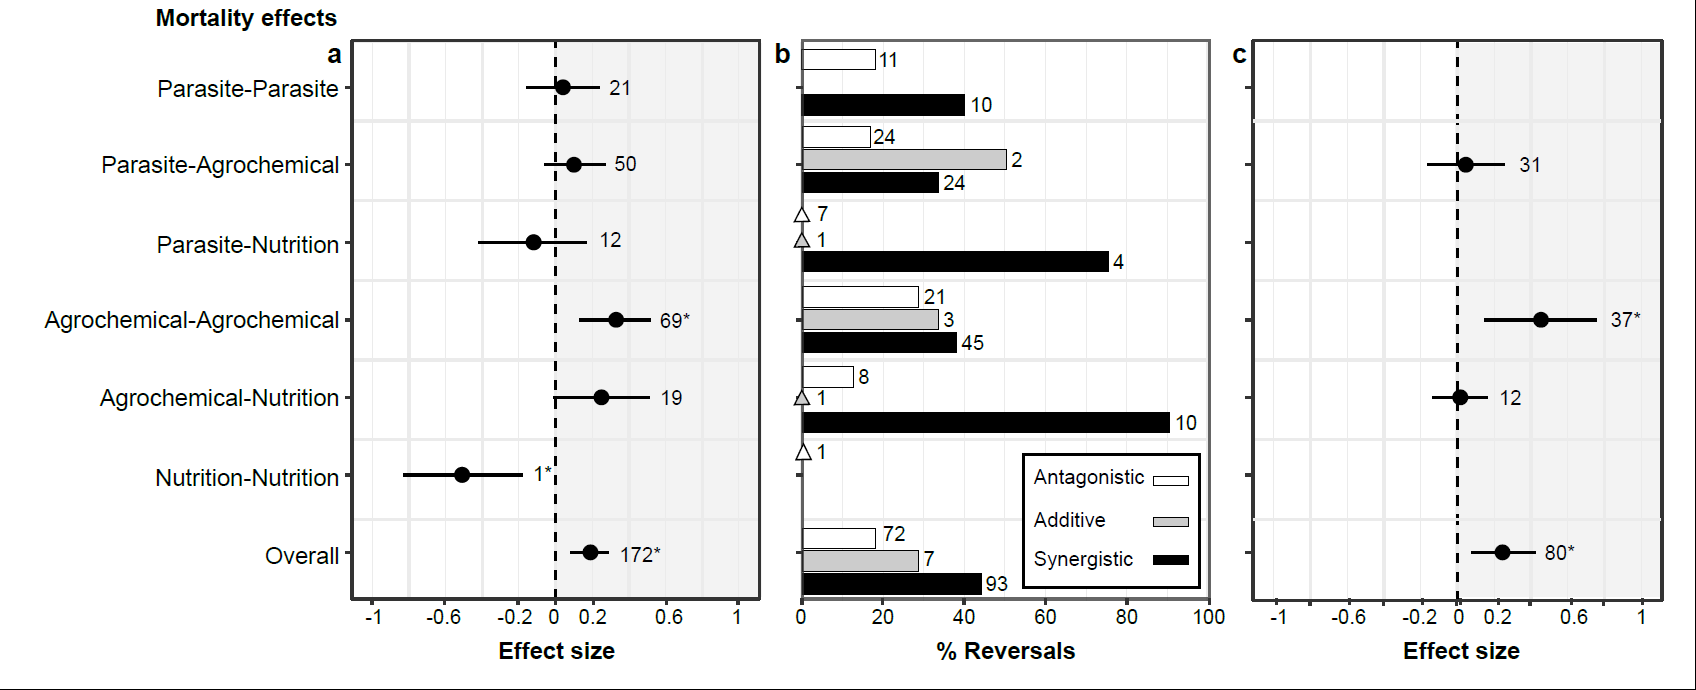 Mortality effects
a
b
c
Parasite-Parasite
21
11
10
Parasite-Agrochemical
50
24
2
24
31
Parasite-Nutrition
12
7
1
4
Agrochemical-Agrochemical
69*
21
3
45
37*
Agrochemical-Nutrition
19
8
1
10
12
Nutrition-Nutrition
1*
1
Overall
172*
72
7
93
80*
Antagonistic
Additive
Synergistic
-1 -0.6 -0.2 0 0.2 0.6 1
0 20 40 60 80 100
-1 -0.6 -0.2 0 0.2 0.6 1
Effect size
% Reversals
Effect size